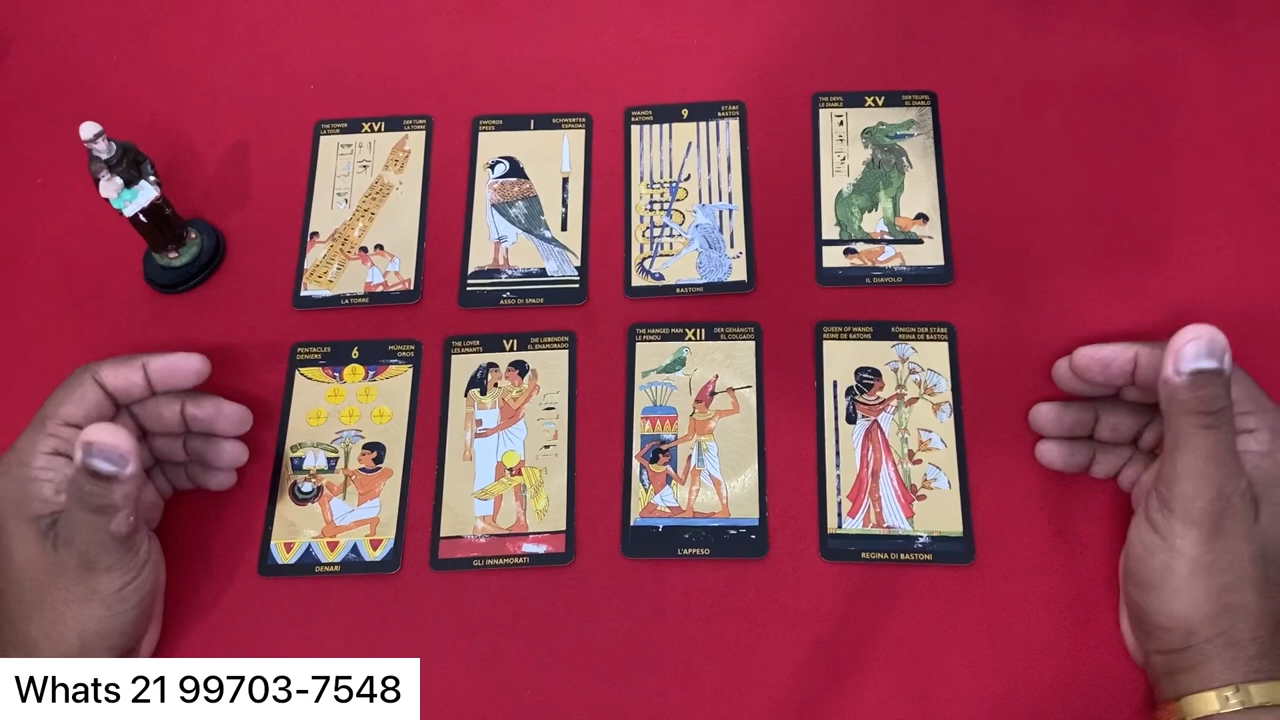 THE TOWER XVI DER TURM
LA TOUR LA TORRE
LA TORRE
SWORDS I SCHWERTER
EPEES ESPADAS
ASSO DI SPADE
WANDS 9 STÄBE
BATONS BASTOS
BASTONI
THE DEVIL XV DER TEUFEL
LE DIABLE EL DIABLO
IL DIAVOLO
PENTACLES 6 MÜNZEN
DENIERS OROS
DENARI
THE LOVER VI DIE LIEBENDEN
LES AMANTS EL ENAMORADO
GLI INNAMORATI
THE HANGED MAN XII DER GEHÄNGTE
LE PENDU EL COLGADO
L'APPESO
QUEEN OF WANDS KÖNIGIN DER STÄBE
REINE DE BATONS REINA DE BASTOS
REGINA DI BASTONI
Whats 21 99703-7548